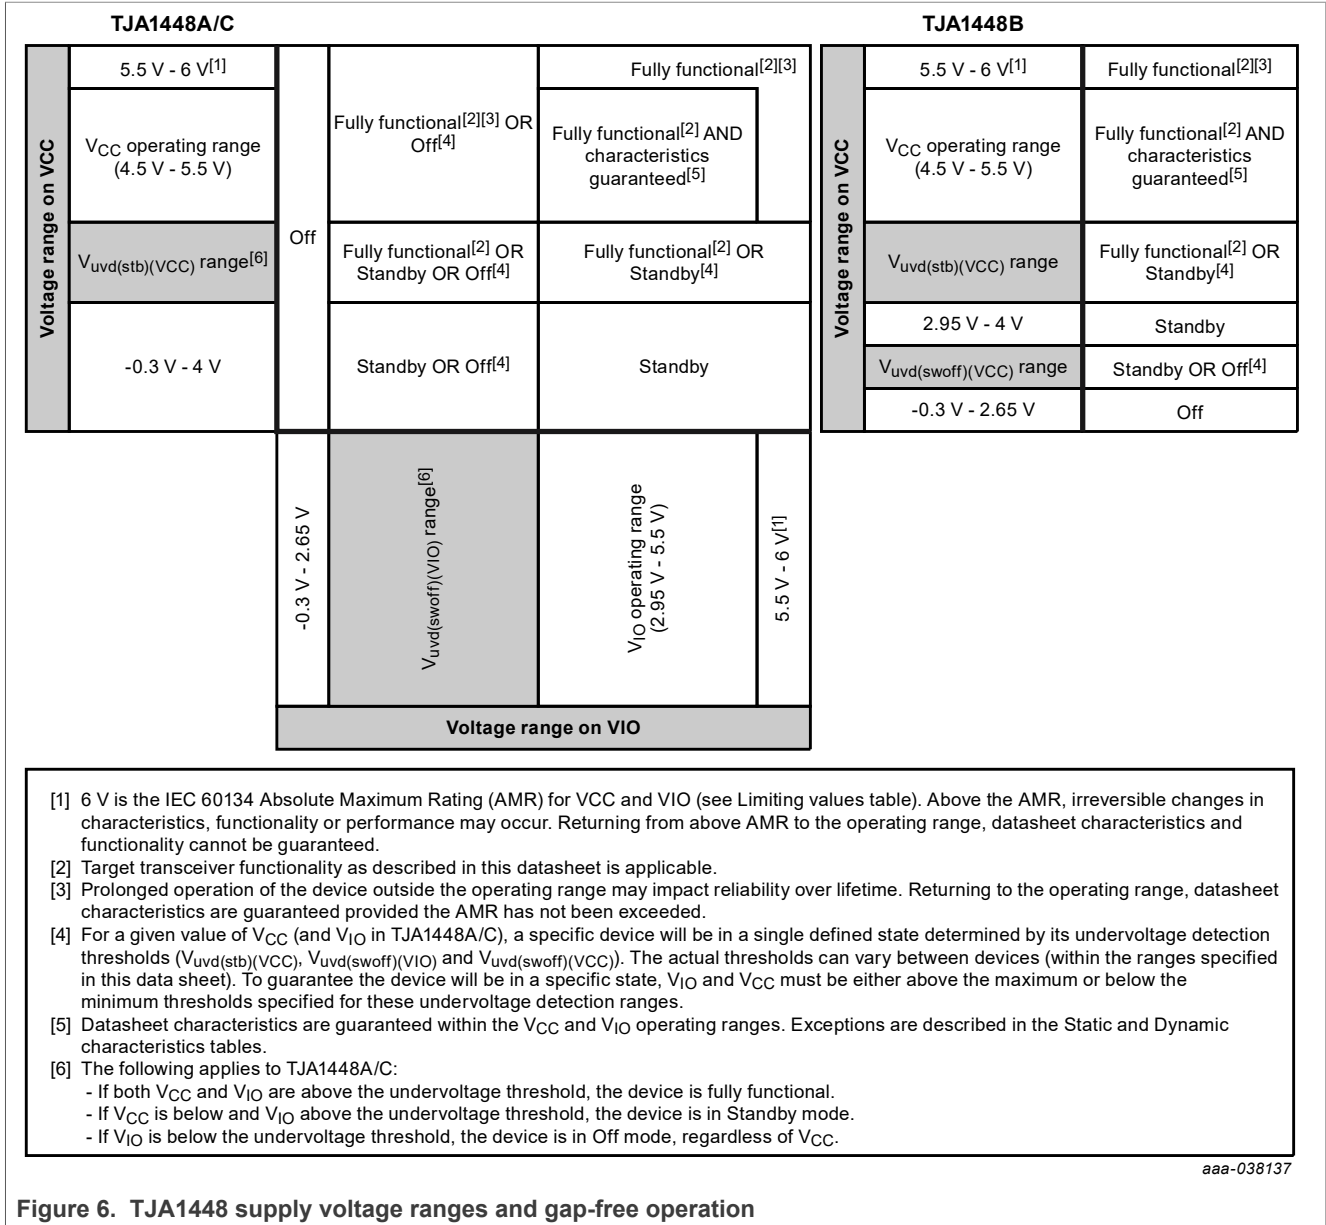 TJA1448A/C
TJA1448B
Voltage range on VCC
5.5 V - 6 V[1]
VCC operating range
(4.5 V - 5.5 V)
Vuvd(stb)(VCC) range[6]
-0.3 V - 4 V
Off
Fully functional[2][3] OR
Off[4]
Fully functional[2] OR
Standby OR Off[4]
Standby OR Off[4]
Fully functional[2][3]
Fully functional[2] AND
characteristics
guaranteed[5]
Fully functional[2] OR
Standby[4]
Standby
-0.3 V - 2.65 V
Vuvd(swoff)(VIO) range[6]
VIO operating range
(2.95 V - 5.5 V)
5.5 V - 6 V[1]
Voltage range on VIO
Voltage range on VCC
5.5 V - 6 V[1]
Fully functional[2][3]
VCC operating range
(4.5 V - 5.5 V)
Fully functional[2] AND
characteristics
guaranteed[5]
Vuvd(stb)(VCC) range
Fully functional[2] OR
Standby[4]
2.95 V - 4 V
Standby
Vuvd(swoff)(VCC) range
Standby OR Off[4]
-0.3 V - 2.65 V
Off
[1] 6 V is the IEC 60134 Absolute Maximum Rating (AMR) for VCC and VIO (see Limiting values table). Above the AMR, irreversible changes in
characteristics, functionality or performance may occur. Returning from above AMR to the operating range, datasheet characteristics and
functionality cannot be guaranteed.
[2] Target transceiver functionality as described in this datasheet is applicable.
[3] Prolonged operation of the device outside the operating range may impact reliability over lifetime. Returning to the operating range, datasheet
characteristics are guaranteed provided the AMR has not been exceeded.
[4] For a given value of VCC (and VIO in TJA1448A/C), a specific device will be in a single defined state determined by its undervoltage detection
thresholds (Vuvd(stb)(VCC), Vuvd(swoff)(VIO) and Vuvd(swoff)(VCC)). The actual thresholds can vary between devices (within the ranges specified
in this data sheet). To guarantee the device will be in a specific state, VIO and VCC must be either above the maximum or below the
minimum thresholds specified for these undervoltage detection ranges.
[5] Datasheet characteristics are guaranteed within the VCC and VIO operating ranges. Exceptions are described in the Static and Dynamic
characteristics tables.
[6] The following applies to TJA1448A/C:
- If both VCC and VIO are above the undervoltage threshold, the device is fully functional.
- If VCC is below and VIO above the undervoltage threshold, the device is in Standby mode.
- If VIO is below the undervoltage threshold, the device is in Off mode, regardless of VCC.
aaa-038137
Figure 6. TJA1448 supply voltage ranges and gap-free operation